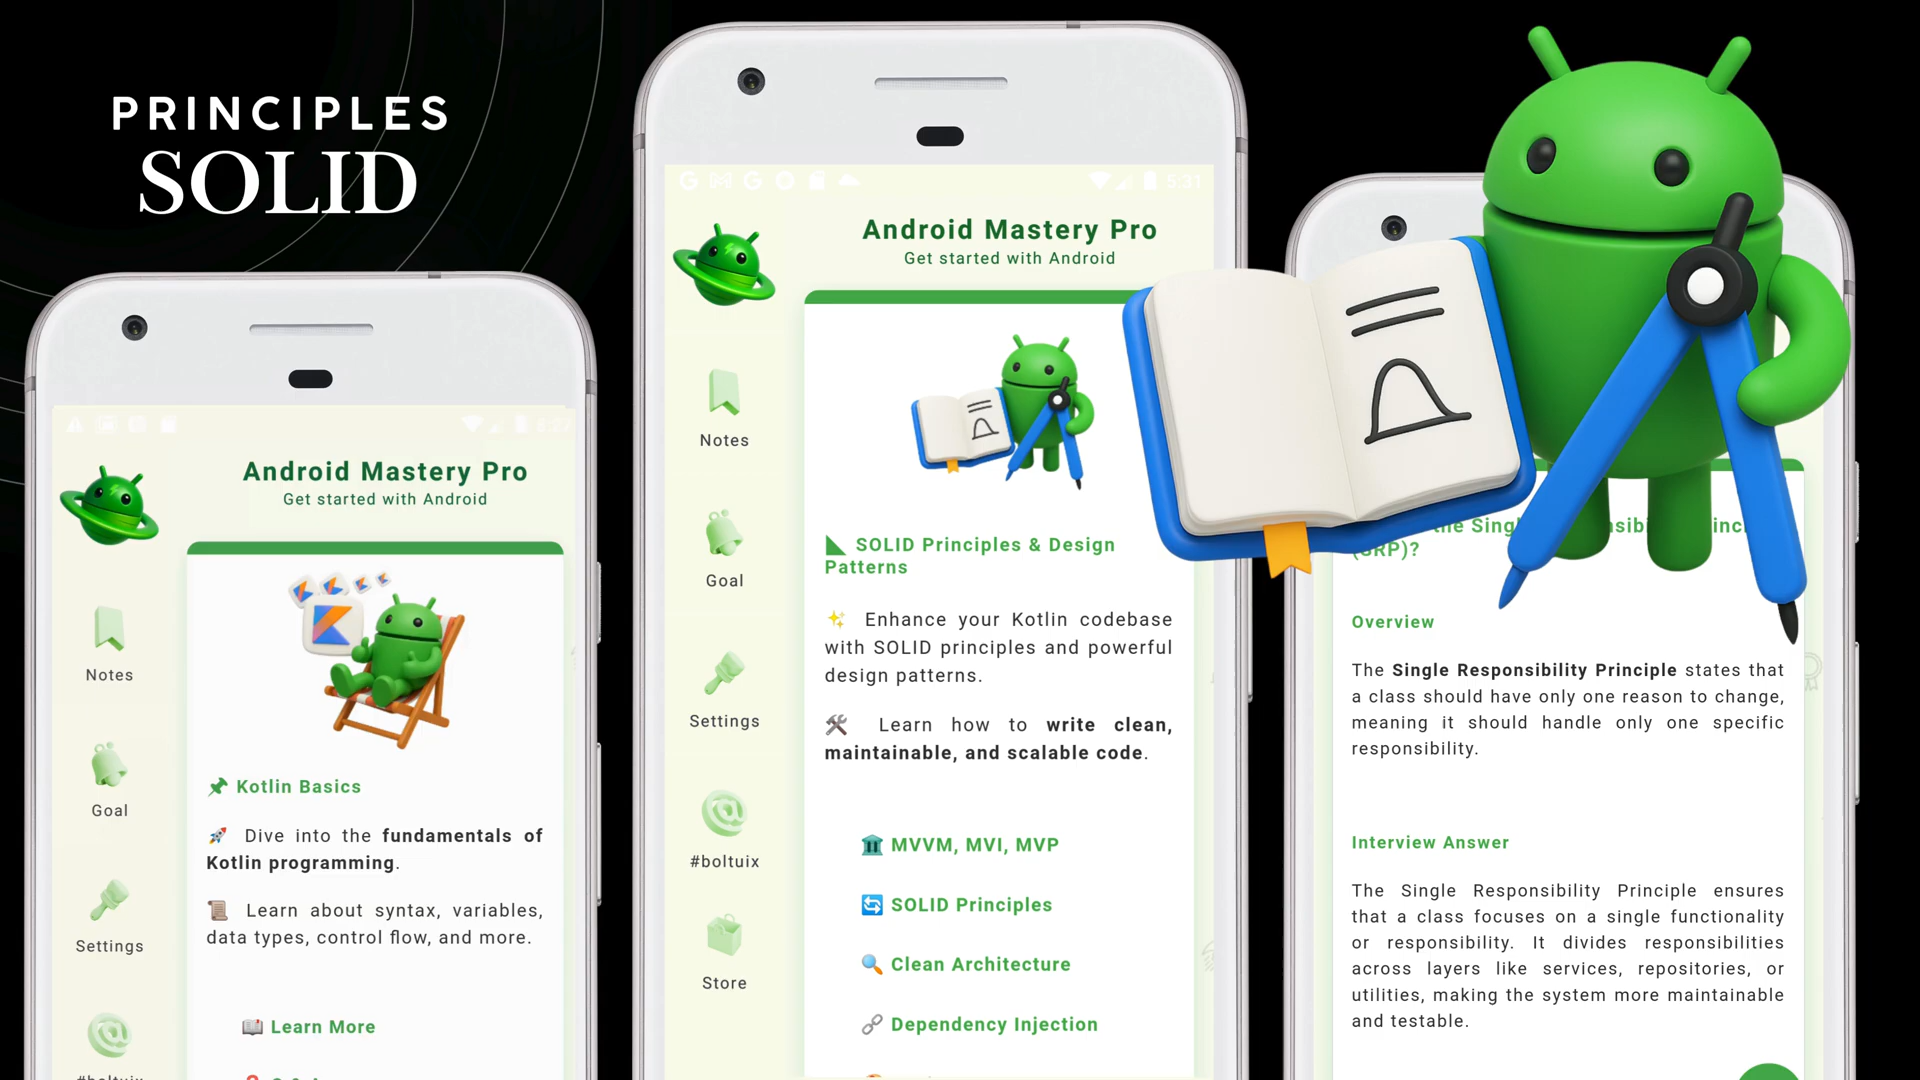 PRINCIPLES
SOLID
Android Mastery Pro
Get started with Android
Notes
Goal
Settings
📌 Kotlin Basics
🚀 Dive into the fundamentals of
Kotlin programming.
📜 Learn about syntax, variables,
data types, control flow, and more.
📖 Learn More
5:31
Android Mastery Pro
Get started with Android
Notes
Goal
Settings
#boltuix
Store
📐 SOLID Principles & Design
Patterns
✨ Enhance your Kotlin codebase
with SOLID principles and powerful
design patterns.
🛠️ Learn how to write clean,
maintainable, and scalable code.
🏛️ MVVM, MVI, MVP
🔄 SOLID Principles
🔍 Clean Architecture
🔗 Dependency Injection
(SRP)?
Overview
The Single Responsibility Principle states that
a class should have only one reason to change,
meaning it should handle only one specific
responsibility.
Interview Answer
The Single Responsibility Principle ensures
that a class focuses on a single functionality
or responsibility. It divides responsibilities
across layers like services, repositories, or
utilities, making the system more maintainable
and testable.